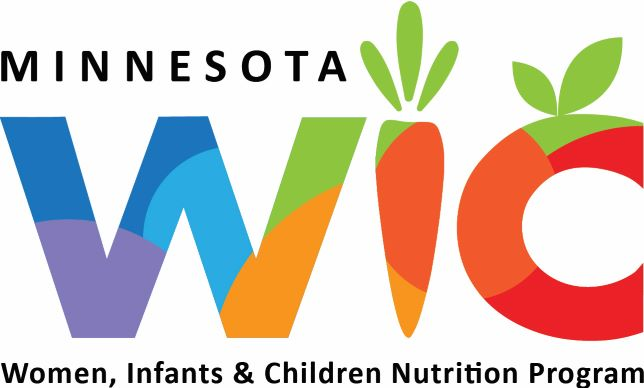 MINNESOTA
WIC
Women, Infants & Children Nutrition Program